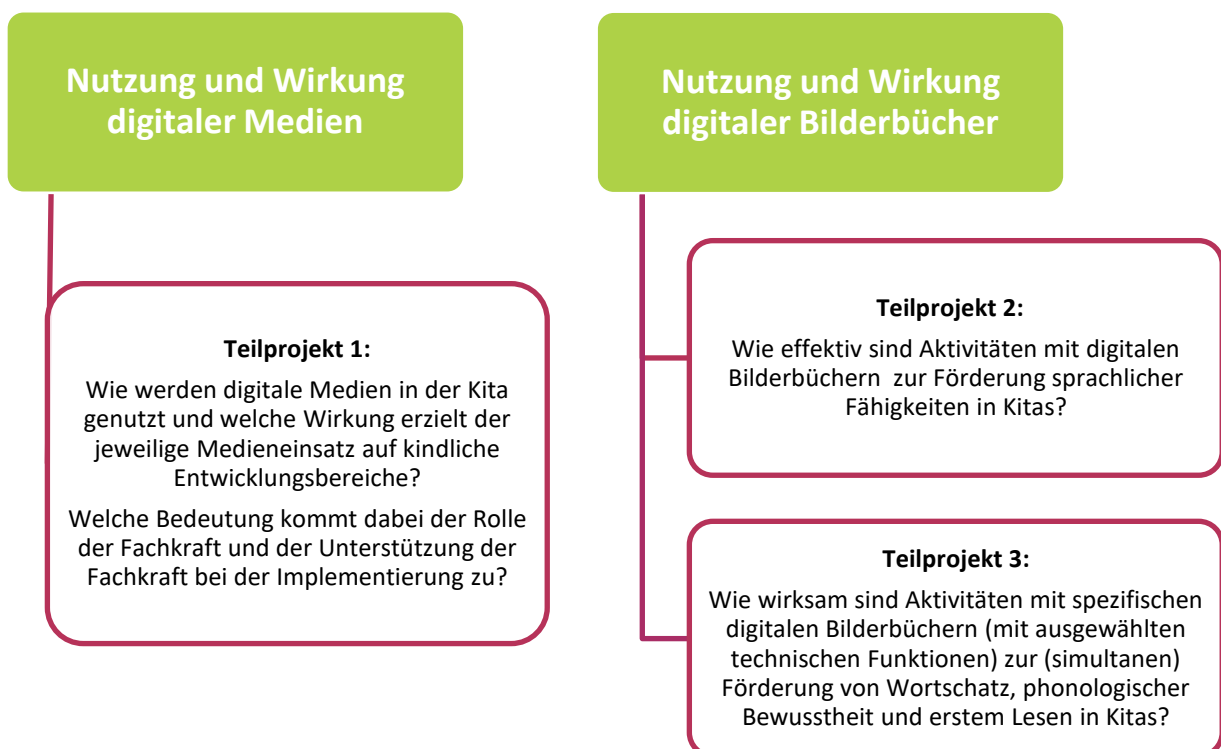 Nutzung und Wirkung
digitaler Medien
Teilprojekt 1:
Wie werden digitale Medien in der Kita
genutzt und welche Wirkung erzielt der
jeweilige Medieneinsatz auf kindliche
Entwicklungsbereiche?
Welche Bedeutung kommt dabei der Rolle
der Fachkraft und der Unterstützung der
Fachkraft bei der Implementierung zu?
Nutzung und Wirkung
digitaler Bilderbücher
Teilprojekt 2:
Wie effektiv sind Aktivitäten mit digitalen
Bilderbüchern  zur Förderung sprachlicher
Fähigkeiten in Kitas?
Teilprojekt 3:
Wie wirksam sind Aktivitäten mit spezifischen
digitalen Bilderbüchern (mit ausgewählten
technischen Funktionen) zur (simultanen)
Förderung von Wortschatz, phonologischer
Bewusstheit und erstem Lesen in Kitas?